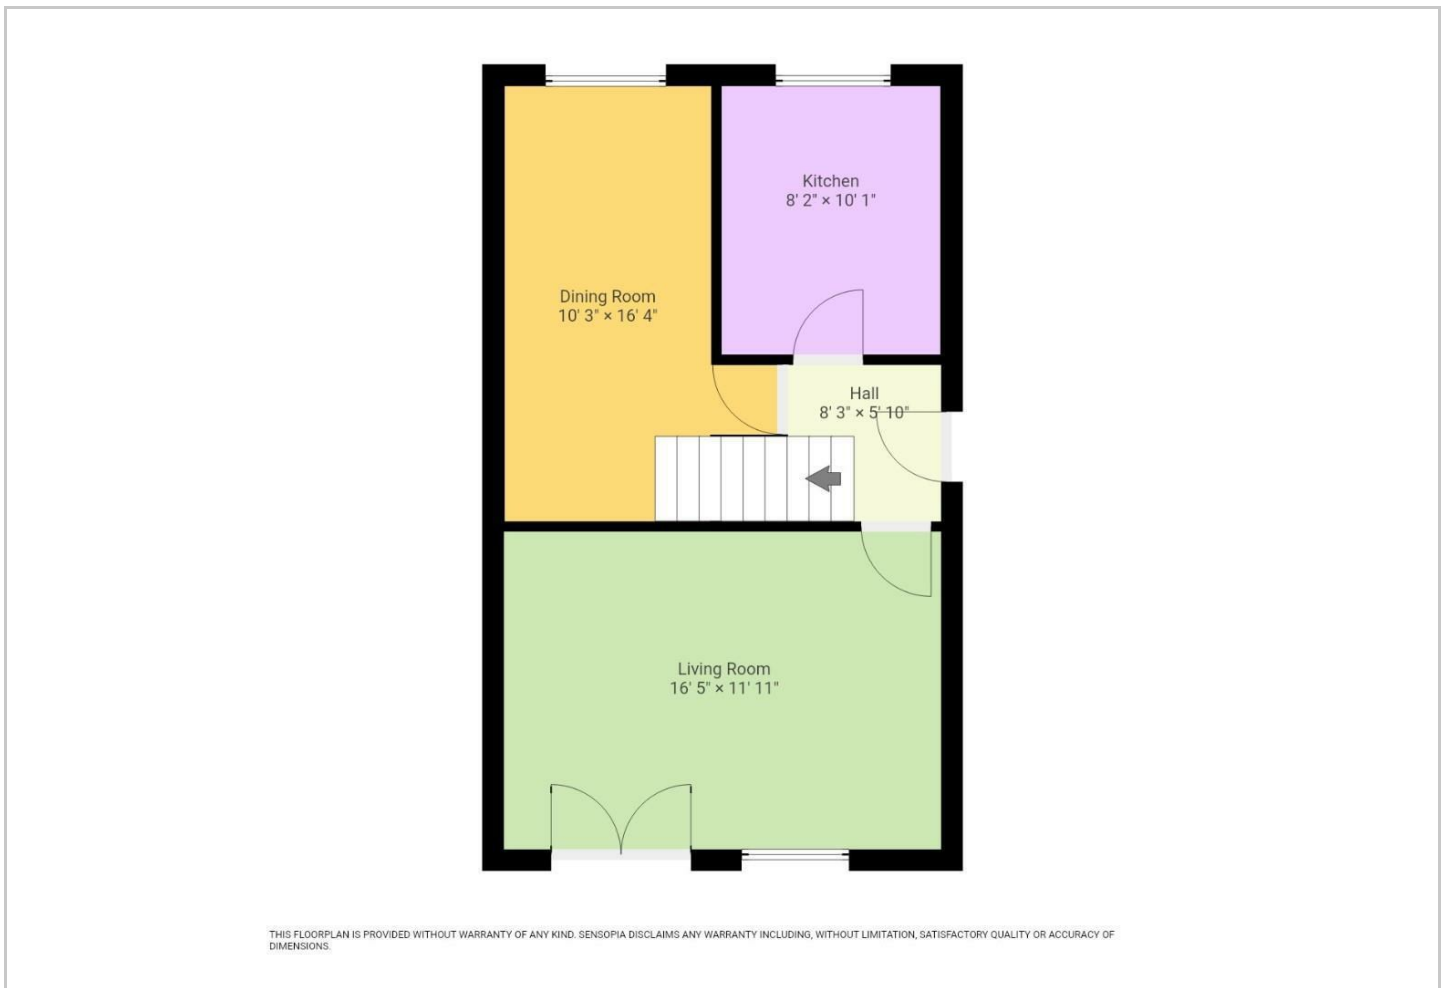 Kitchen
8' 2" × 10' 1"
Dining Room
10' 3" × 16' 4"
Hall
8' 3" × 5' 10"
Living Room
16' 5" × 11' 11"
THIS FLOORPLAN IS PROVIDED WITHOUT WARRANTY OF ANY KIND. SENSOPIA DISCLAIMS ANY WARRANTY INCLUDING, WITHOUT LIMITATION, SATISFACTORY QUALITY OR ACCURACY OF
DIMENSIONS.